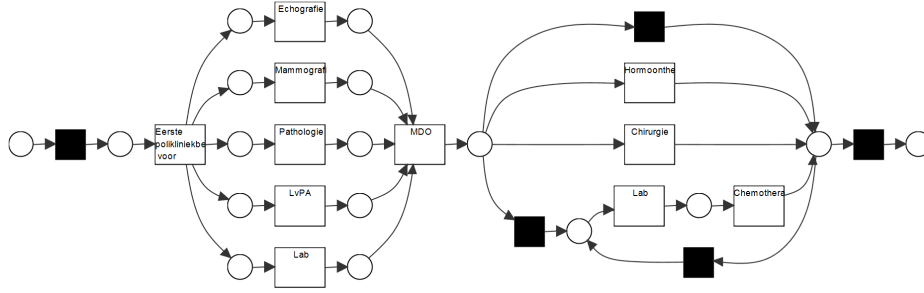 Echografie
Mammografi
Eerste
polikliniekbe
voor
Pathologie
LvPA
Lab
MDO
Hormoonthe
Chirurgie
Lab
Chemothera